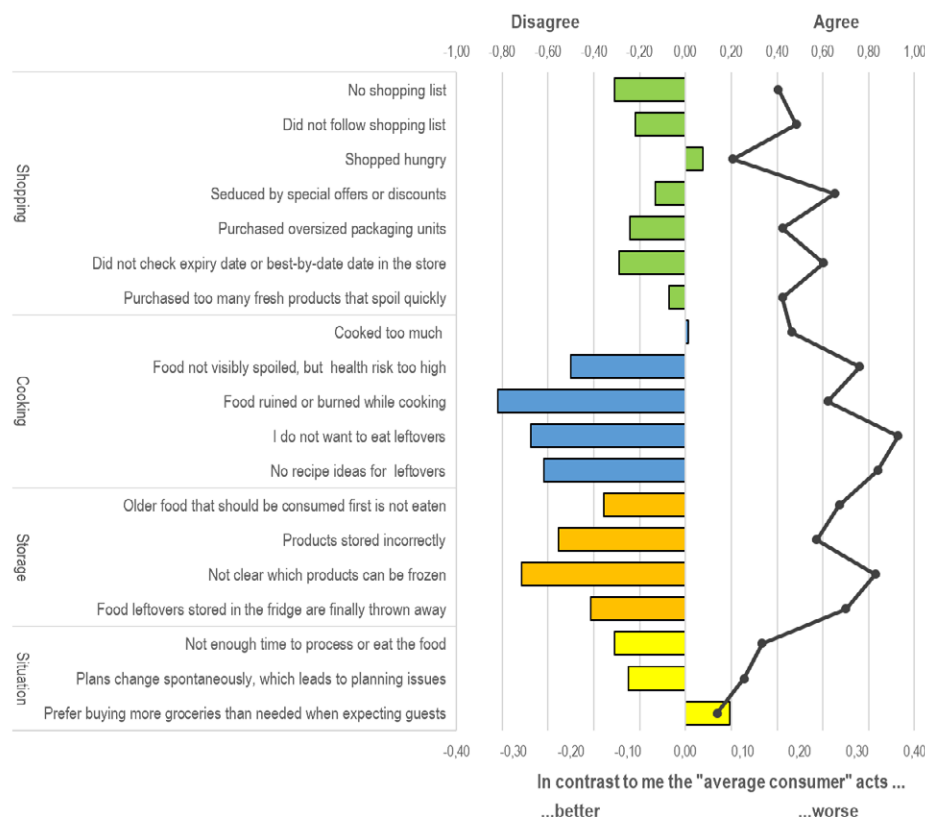 Disagree Agree
-1,00 -0,80 -0,60 -0,40 -0,20 0,00 0,20 0,40 0,60 0,80 1,00
Shopping
No shopping list
Did not follow shopping list
Shopped hungry
Seduced by special offers or discounts
Purchased oversized packaging units
Did not check expiry date or best-by-date date in the store
Purchased too many fresh products that spoil quickly
Cooking
Cooked too much
Food not visibly spoiled, but health risk too high
Food ruined or burned while cooking
I do not want to eat leftovers
No recipe ideas for leftovers
Storage
Older food that should be consumed first is not eaten
Products stored incorrectly
Not clear which products can be frozen
Food leftovers stored in the fridge are finally thrown away
Situation
Not enough time to process or eat the food
Plans change spontaneously, which leads to planning issues
Prefer buying more groceries than needed when expecting guests
-0,40 -0,30 -0,20 -0,10 0,00 0,10 0,20 0,30 0,40
In contrast to me the "average consumer" acts ...
...better ...worse